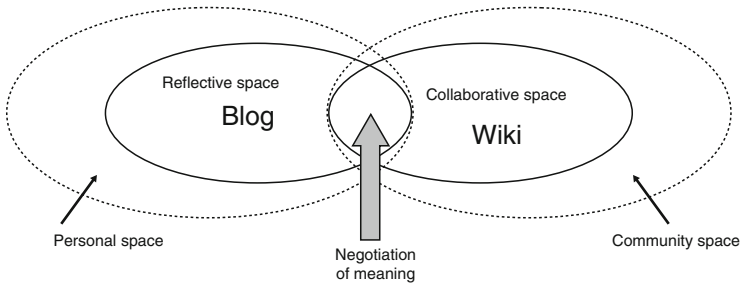 Reflective space
Blog
Collaborative space
Wiki
Personal space
Negotiation
of meaning
Community space